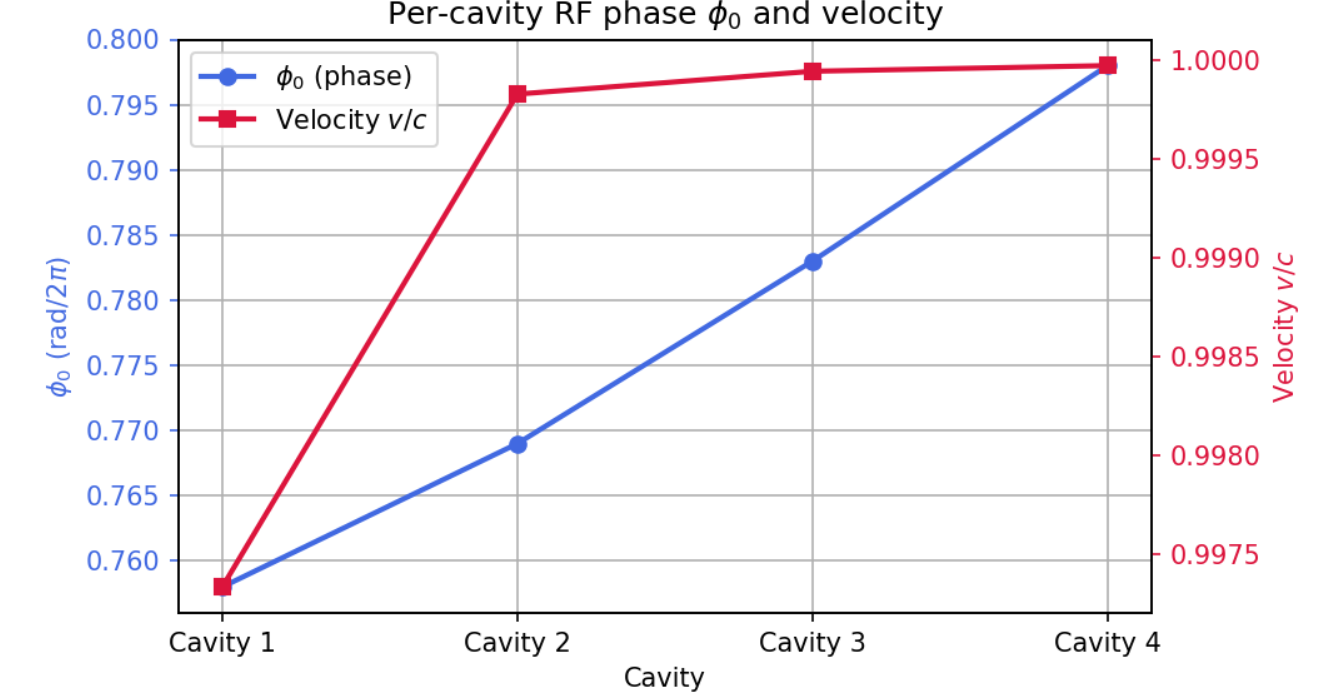 Per-cavity RF phase ϕ₀ and velocity
ϕ₀ (phase)
Velocity v/c
0.800
0.795
0.790
0.785
0.780
0.775
0.770
0.765
0.760
ϕ₀ (rad/2π)
1.0000
0.9995
0.9990
0.9985
0.9980
0.9975
Velocity v/c
Cavity 1 Cavity 2 Cavity 3 Cavity 4
Cavity